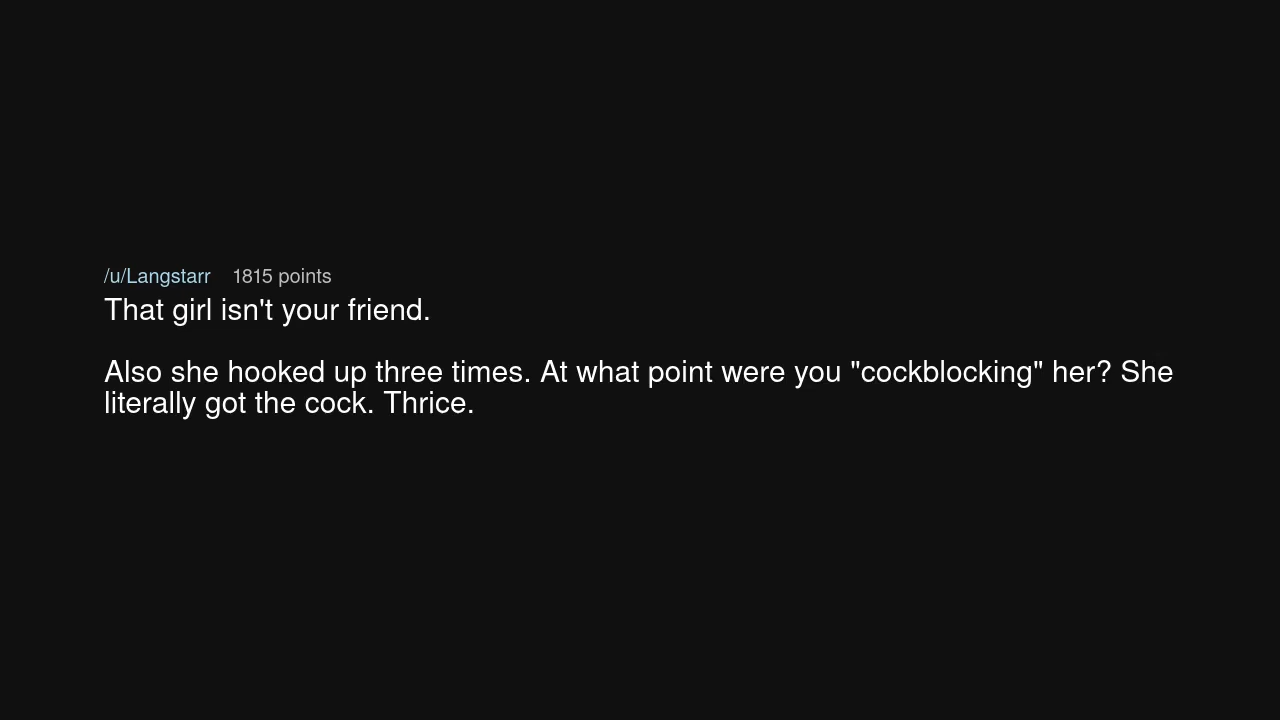 /u/Langstarr 1815 points
That girl isn't your friend.
Also she hooked up three times. At what point were you "cockblocking" her? She
literally got the cock. Thrice.